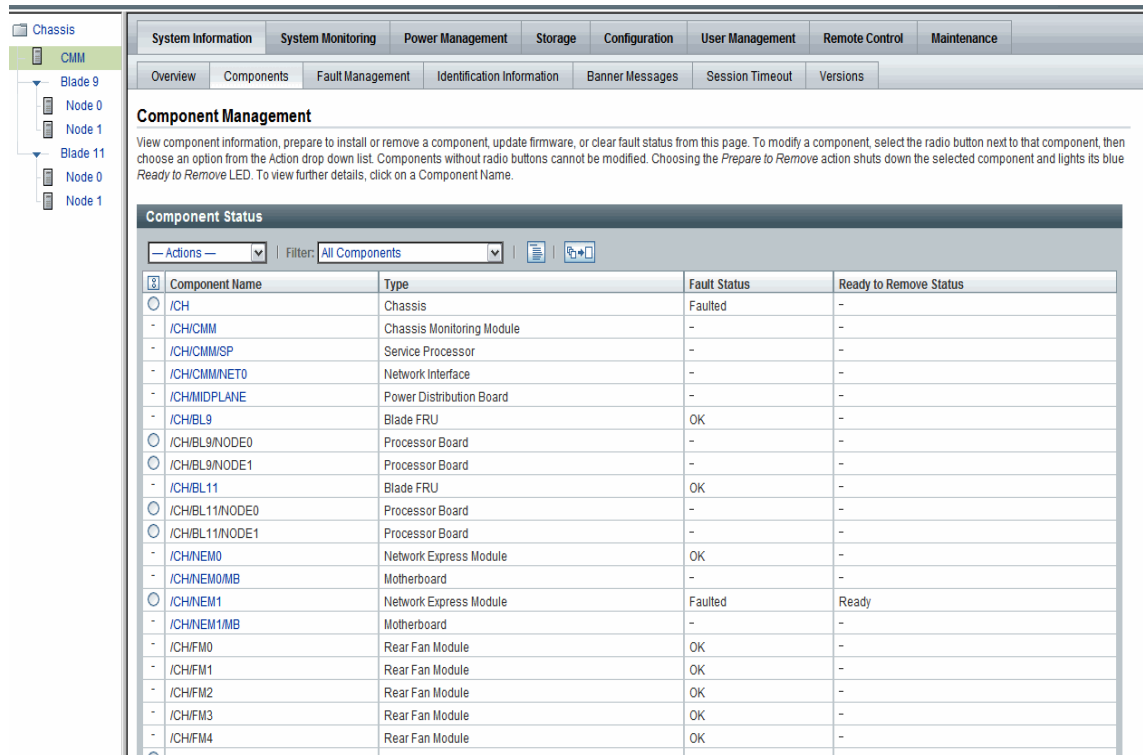 Chassis
CMM
Blade 9
Node 0
Node 1
Blade 11
Node 0
Node 1
System Information System Monitoring Power Management Storage Configuration User Management Remote Control Maintenance
Overview Components Fault Management Identification Information Banner Messages Session Timeout Versions
Component Management
View component information, prepare to install or remove a component, update firmware, or clear fault status from this page. To modify a component, select the radio button next to that component, then
choose an option from the Action drop down list. Components without radio buttons cannot be modified. Choosing the Prepare to Remove action shuts down the selected component and lights its blue
Ready to Remove LED. To view further details, click on a Component Name.
Component Status
— Actions — Filter: All Components
Component Name Type Fault Status Ready to Remove Status
/CH Chassis Faulted -
- /CH/CMM Chassis Monitoring Module - -
- /CH/CMM/SP Service Processor - -
- /CH/CMM/NET0 Network Interface - -
- /CH/MIDPLANE Power Distribution Board - -
- /CH/BL9 Blade FRU OK -
/CH/BL9/NODE0 Processor Board - -
/CH/BL9/NODE1 Processor Board - -
- /CH/BL11 Blade FRU OK -
/CH/BL11/NODE0 Processor Board - -
/CH/BL11/NODE1 Processor Board - -
- /CH/NEM0 Network Express Module OK -
- /CH/NEM0/MB Motherboard - -
/CH/NEM1 Network Express Module Faulted Ready
- /CH/NEM1/MB Motherboard - -
- /CH/FM0 Rear Fan Module OK -
- /CH/FM1 Rear Fan Module OK -
- /CH/FM2 Rear Fan Module OK -
- /CH/FM3 Rear Fan Module OK -
- /CH/FM4 Rear Fan Module OK -